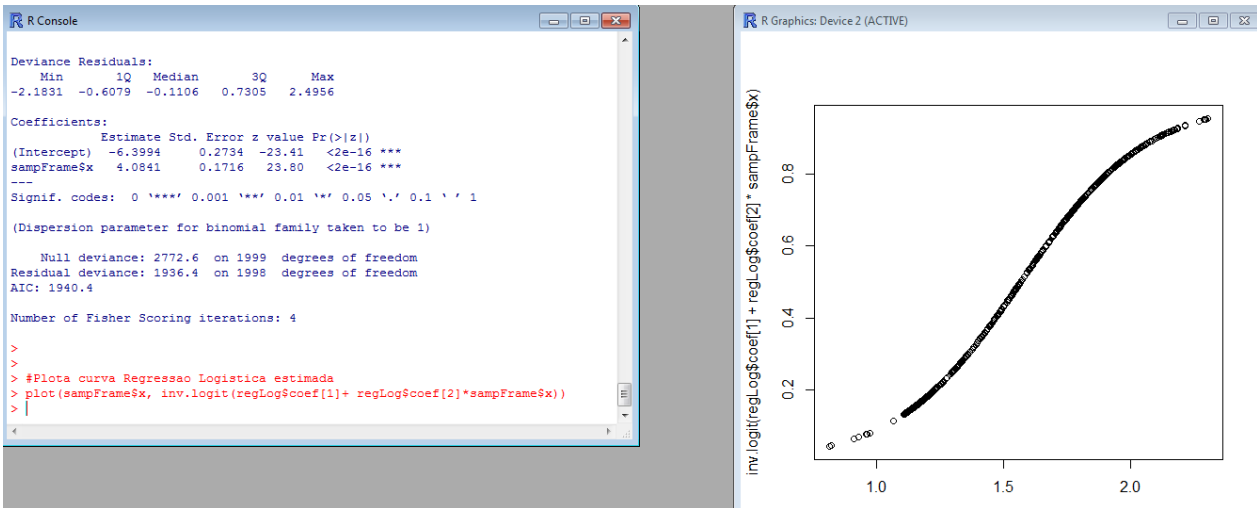 R Console
Deviance Residuals:
    Min      1Q  Median      3Q     Max
-2.1831 -0.6079 -0.1106  0.7305  2.4956
Coefficients:
            Estimate Std. Error z value Pr(>|z|)
(Intercept)  -6.3994     0.2734  -23.41   <2e-16 ***
sampFrame$x   4.0841     0.1716   23.80   <2e-16 ***
---
Signif. codes:  0 ‘***’ 0.001 ‘**’ 0.01 ‘*’ 0.05 ‘.’ 0.1 ‘ ’ 1
(Dispersion parameter for binomial family taken to be 1)
    Null deviance: 2772.6  on 1999  degrees of freedom
Residual deviance: 1936.4  on 1998  degrees of freedom
AIC: 1940.4
Number of Fisher Scoring iterations: 4
>
>
> #Plota curva Regressao Logistica estimada
> plot(sampFrame$x, inv.logit(regLog$coef[1]+ regLog$coef[2]*sampFrame$x))
>
R Graphics: Device 2 (ACTIVE)
inv.logit(regLog$coef[1] + regLog$coef[2] * sampFrame$x)
0.8
0.6
0.4
0.2
1.0 1.5 2.0